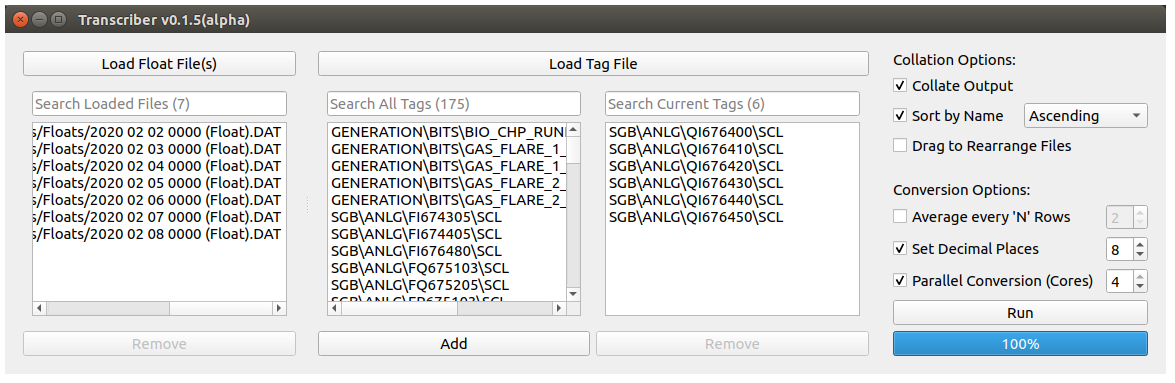 Transcriber v0.1.5(alpha)
Load Float File(s)
Load Tag File
Search Loaded Files (7)
Search All Tags (175)
Search Current Tags (6)
s/Floats/2020 02 02 0000 (Float).DAT
s/Floats/2020 02 03 0000 (Float).DAT
s/Floats/2020 02 04 0000 (Float).DAT
s/Floats/2020 02 05 0000 (Float).DAT
s/Floats/2020 02 06 0000 (Float).DAT
s/Floats/2020 02 07 0000 (Float).DAT
s/Floats/2020 02 08 0000 (Float).DAT
GENERATION\BITS\BIO_CHP_RUN
GENERATION\BITS\GAS_FLARE_1_
GENERATION\BITS\GAS_FLARE_1_
GENERATION\BITS\GAS_FLARE_2_
GENERATION\BITS\GAS_FLARE_2_
SGB\ANLG\FI674305\SCL
SGB\ANLG\FI674405\SCL
SGB\ANLG\FI676480\SCL
SGB\ANLG\FQ675103\SCL
SGB\ANLG\FQ675205\SCL
SGB\ANLG\QI676400\SCL
SGB\ANLG\QI676410\SCL
SGB\ANLG\QI676420\SCL
SGB\ANLG\QI676430\SCL
SGB\ANLG\QI676440\SCL
SGB\ANLG\QI676450\SCL
Remove
Add
Remove
Collation Options:
Collate Output
Sort by Name Ascending
Drag to Rearrange Files
Conversion Options:
Average every 'N' Rows 2
Set Decimal Places 8
Parallel Conversion (Cores) 4
Run
100%